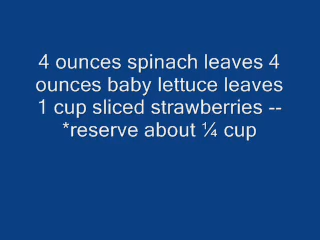 4 ounces spinach leaves 4
ounces baby lettuce leaves
1 cup sliced strawberries --
*reserve about ¼ cup